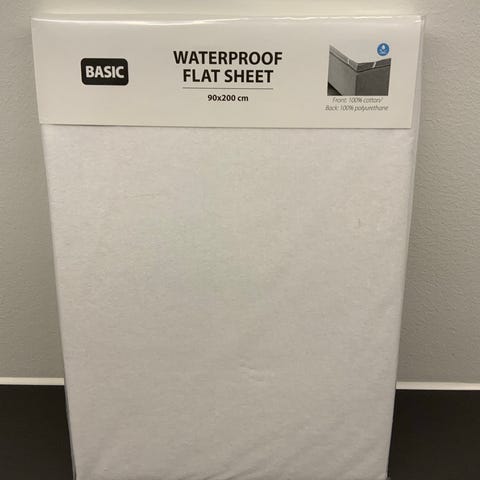 BASIC
WATERPROOF
FLAT SHEET
90x200 cm
Front: 100% cotton/
Back: 100% polyurethane